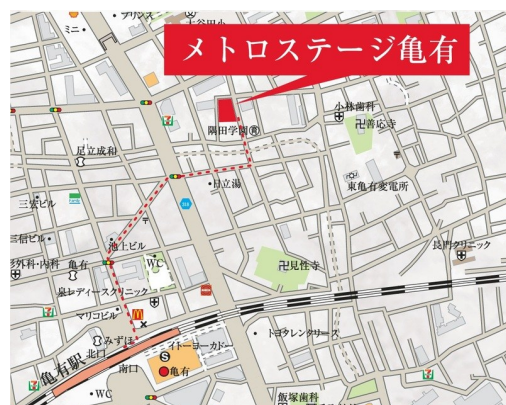 プリンス
ミニ
大谷田小
メトロステージ亀有
小林歯科
卍善応寺
隅田学園
足立成和
日立湯
東亀有変電所
三宏ビル
〒
三信ビル
池上ビル
WC
長門クリニック
形外科・内科
亀有
卍見性寺
泉レディースクリニック
マリコビル
みずほ
トヨタレンタリース
イトーヨーカドー
北口
亀有駅
南口
亀有
WC
飯塚歯科